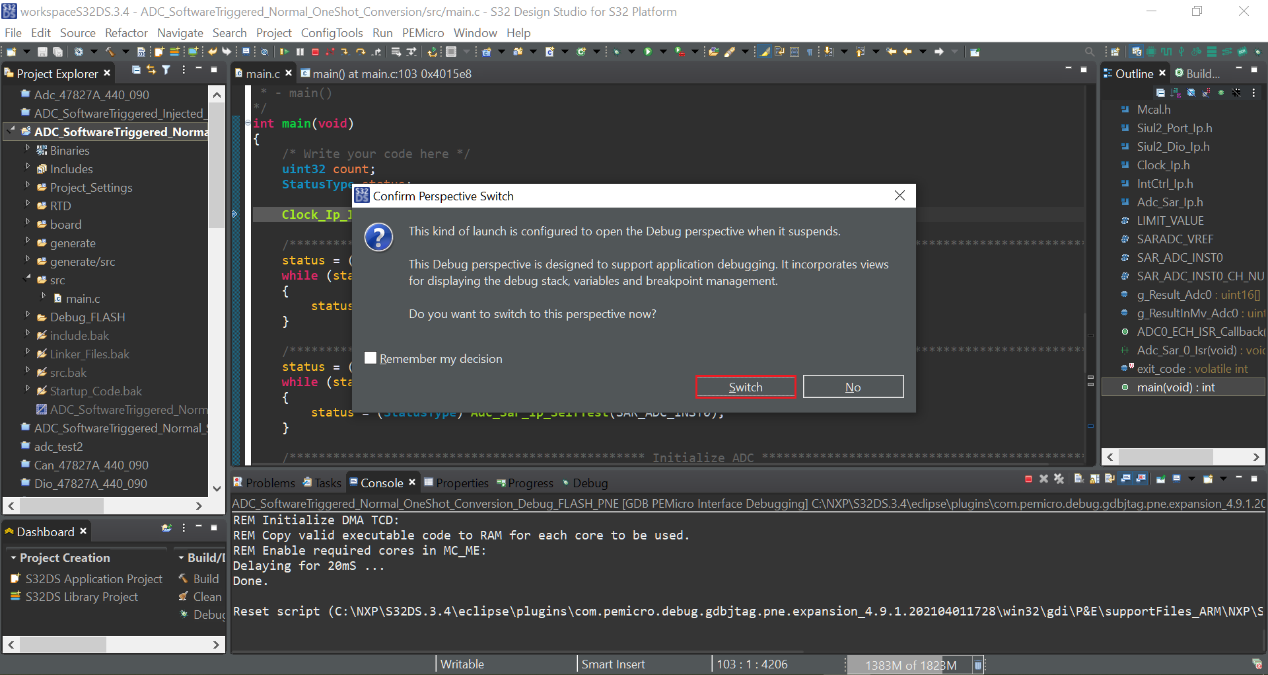 workspaceS32DS.3.4 - ADC_SoftwareTriggered_Normal_OneShot_Conversion/src/main.c - S32 Design Studio for S32 Platform
File Edit Source Refactor Navigate Search Project ConfigTools Run PEMicro Window Help
Project Explorer
Adc_47827A_440_090
ADC_SoftwareTriggered_Injected_
ADC_SoftwareTriggered_Norma
Binaries
Includes
Project_Settings
RTD
board
generate
generate/src
src
main.c
Debug_FLASH
include.bak
Linker_Files.bak
src.bak
Startup_Code.bak
ADC_SoftwareTriggered_Norm
ADC_SoftwareTriggered_Normal_S
adc_test2
Can_47827A_440_090
Dio_47827A_440_090
main.c
main() at main.c:103 0x4015e8
* - main()
*/
int main(void)
{
/* Write your code here */
uint32 count;
StatusType status;
Clock_Ip_I
/*****
status = (
while (sta
{
status
}
/*****
status = (
while (sta
{
status = (StatusType) Adc_Sar_Ip_SelfTest(SAR_ADC_INST0);
}
Initialize ADC
Confirm Perspective Switch
This kind of launch is configured to open the Debug perspective when it suspends.
This Debug perspective is designed to support application debugging. It incorporates views
for displaying the debug stack, variables and breakpoint management.
Do you want to switch to this perspective now?
Remember my decision
Switch
No
Outline
Build...
Mcal.h
Siul2_Port_Ip.h
Siul2_Dio_Ip.h
Clock_Ip.h
IntCtrl_Ip.h
Adc_Sar_Ip.h
LIMIT_VALUE
SARADC_VREF
SAR_ADC_INST0
SAR_ADC_INST0_CH_NU
g_Result_Adc0 : uint16[]
g_ResultInMv_Adc0 : uint
ADC0_ECH_ISR_Callback(
Adc_Sar_0_Isr(void) : voic
exit_code : volatile int
main(void) : int
Dashboard
Project Creation
S32DS Application Project
S32DS Library Project
Build/
Build
Clean
Debug
Problems Tasks Console Properties Progress Debug
ADC_SoftwareTriggered_Normal_OneShot_Conversion_Debug_FLASH_PNE [GDB PEMicro Interface Debugging] C:\NXP\S32DS.3.4\eclipse\plugins\com.pemicro.debug.gdbjtag.pne.expansion_4.9.1.20
REM Initialize DMA TCD:
REM Copy valid executable code to RAM for each core to be used.
REM Enable required cores in MC_ME:
Delaying for 20mS ...
Done.
Reset script (C:\NXP\S32DS.3.4\eclipse\plugins\com.pemicro.debug.gdbjtag.pne.expansion_4.9.1.202104011728\win32\gdi\P&E\supportFiles_ARM\NXP\S
Writable
Smart Insert
103 : 1 : 4206
1383M of 1823M